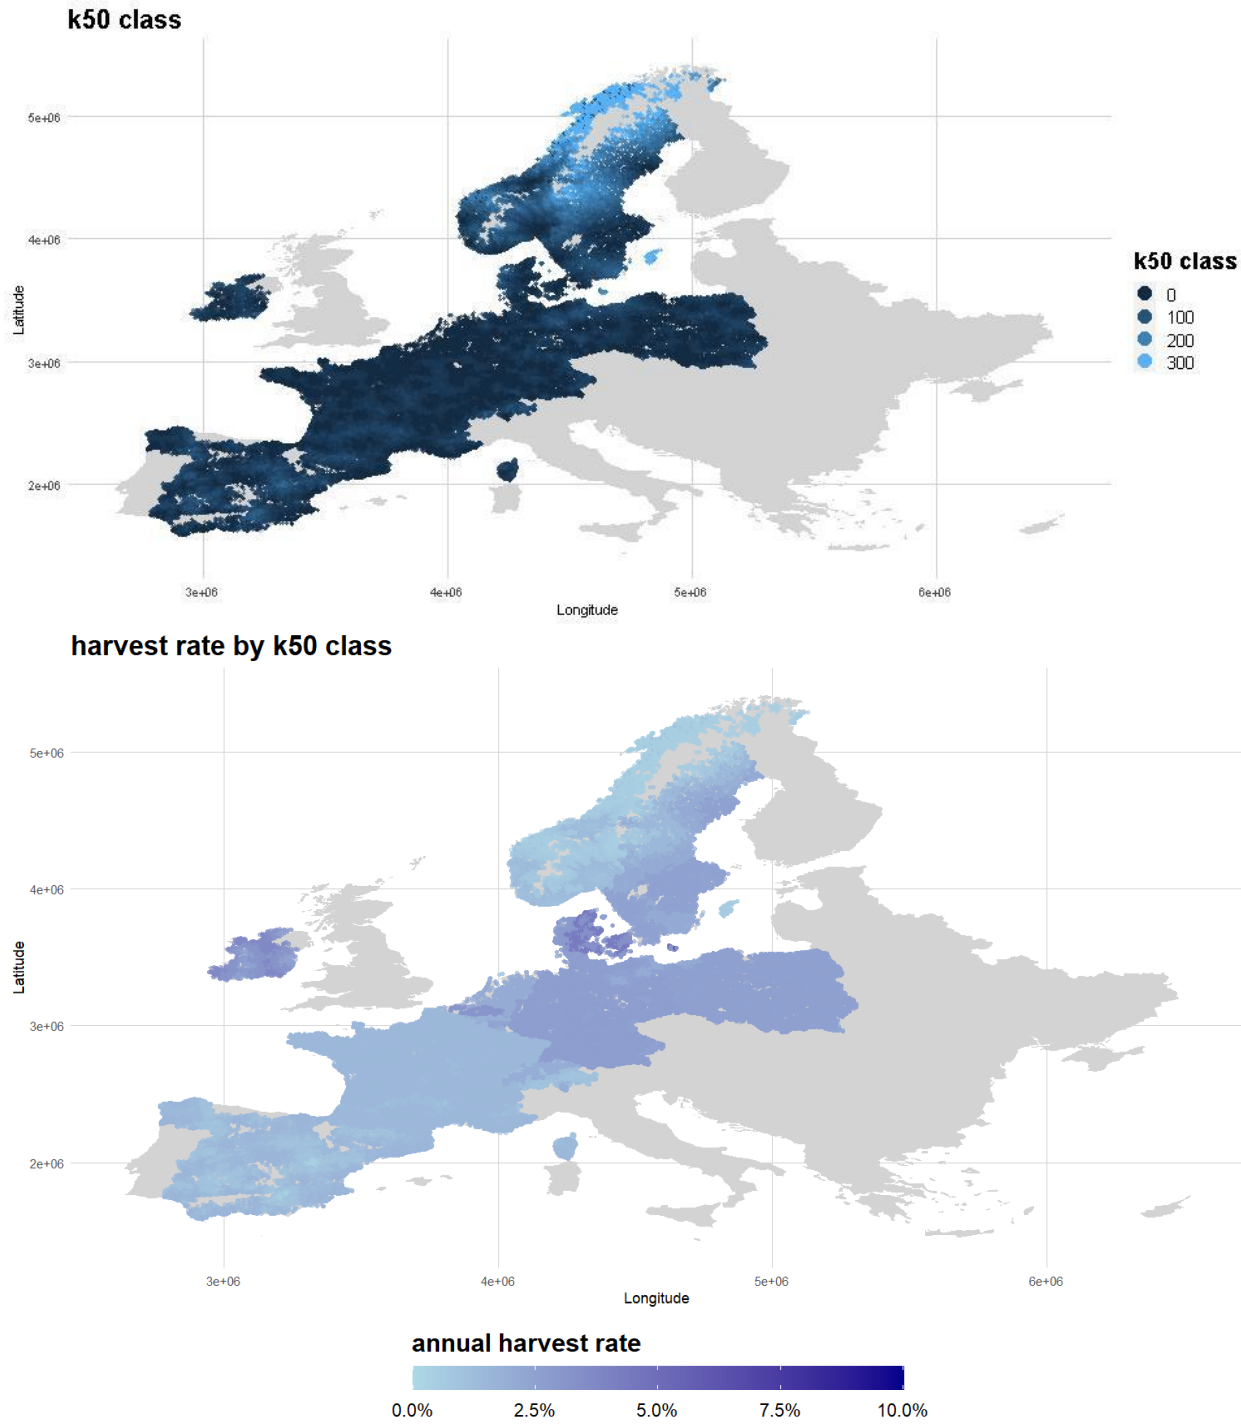 k50 class
5e+06
4e+06
3e+06
2e+06
Latitude
3e+06
4e+06
5e+06
6e+06
Longitude
k50 class
0
100
200
300
harvest rate by k50 class
5e+06
4e+06
3e+06
2e+06
Latitude
3e+06
4e+06
5e+06
6e+06
Longitude
annual harvest rate
0.0%
2.5%
5.0%
7.5%
10.0%